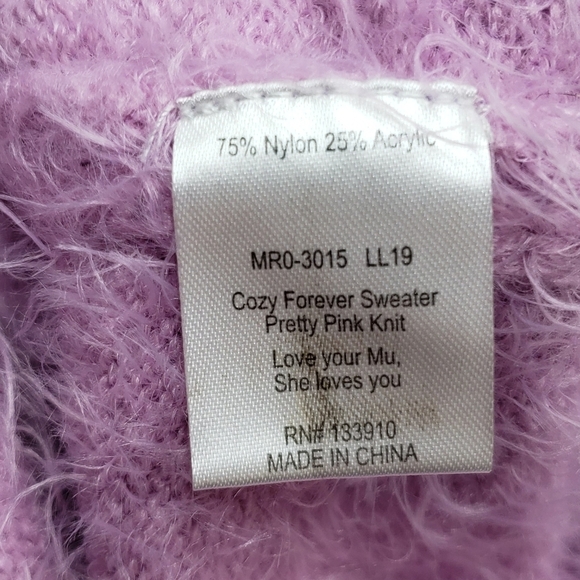 75% Nylon 25% Acrylic
MR0-3015 LL19
Cozy Forever Sweater
Pretty Pink Knit
Love your Mu,
She loves you
RN# 133910
MADE IN CHINA